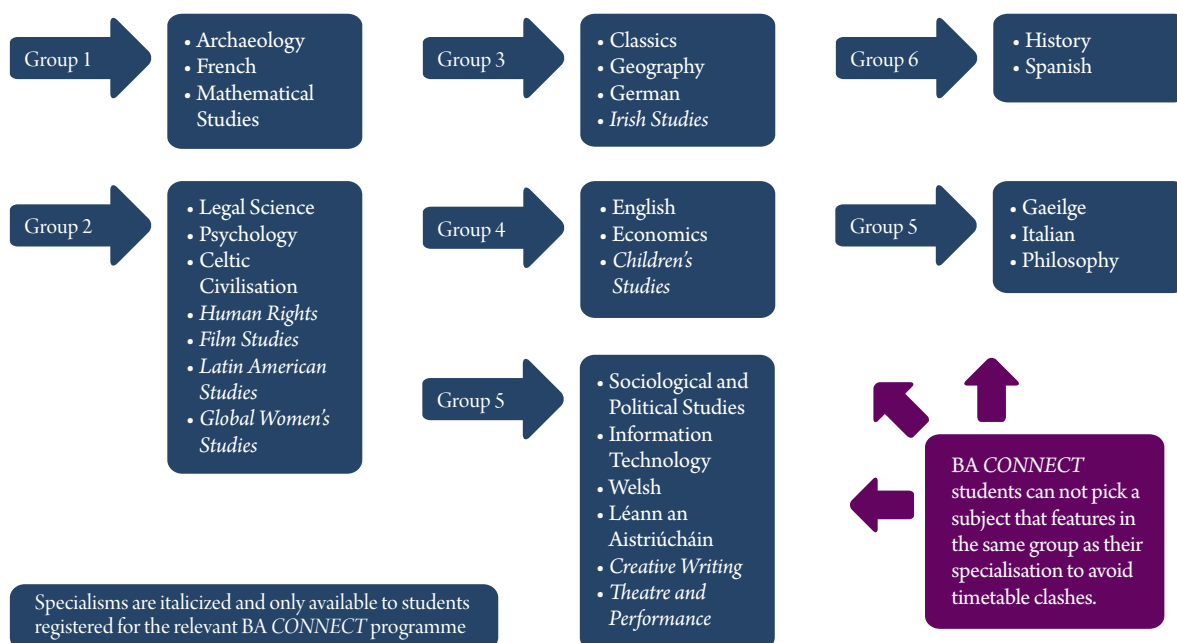 Group 1
• Archaeology
• French
• Mathematical
Studies
Group 2
• Legal Science
• Psychology
• Celtic
Civilisation
• Human Rights
• Film Studies
• Latin American
Studies
• Global Women's
Studies
Group 3
• Classics
• Geography
• German
• Irish Studies
Group 4
• English
• Economics
• Children's
Studies
Group 5
• Sociological and
Political Studies
• Information
Technology
• Welsh
• Léann an
Aistriúcháin
• Creative Writing
• Theatre and
Performance
Group 6
• History
• Spanish
Group 5
• Gaeilge
• Italian
• Philosophy
BA CONNECT
students can not pick a
subject that features in
the same group as their
specialisation to avoid
timetable clashes.
Specialisms are italicized and only available to students
registered for the relevant BA CONNECT programme